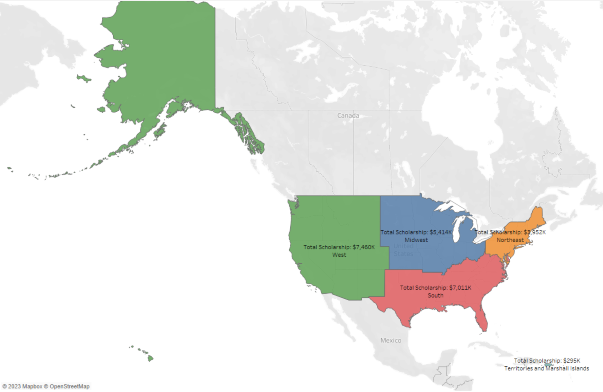 Canada
Total Scholarship: $5,414K
Midwest
Total Scholarship: $3,952K
Northeast
Total Scholarship: $7,460K
West
Total Scholarship: $7,011K
South
Mexico
Total Scholarship: $295K
Territories and Marshall Islands
© 2023 Mapbox © OpenStreetMap